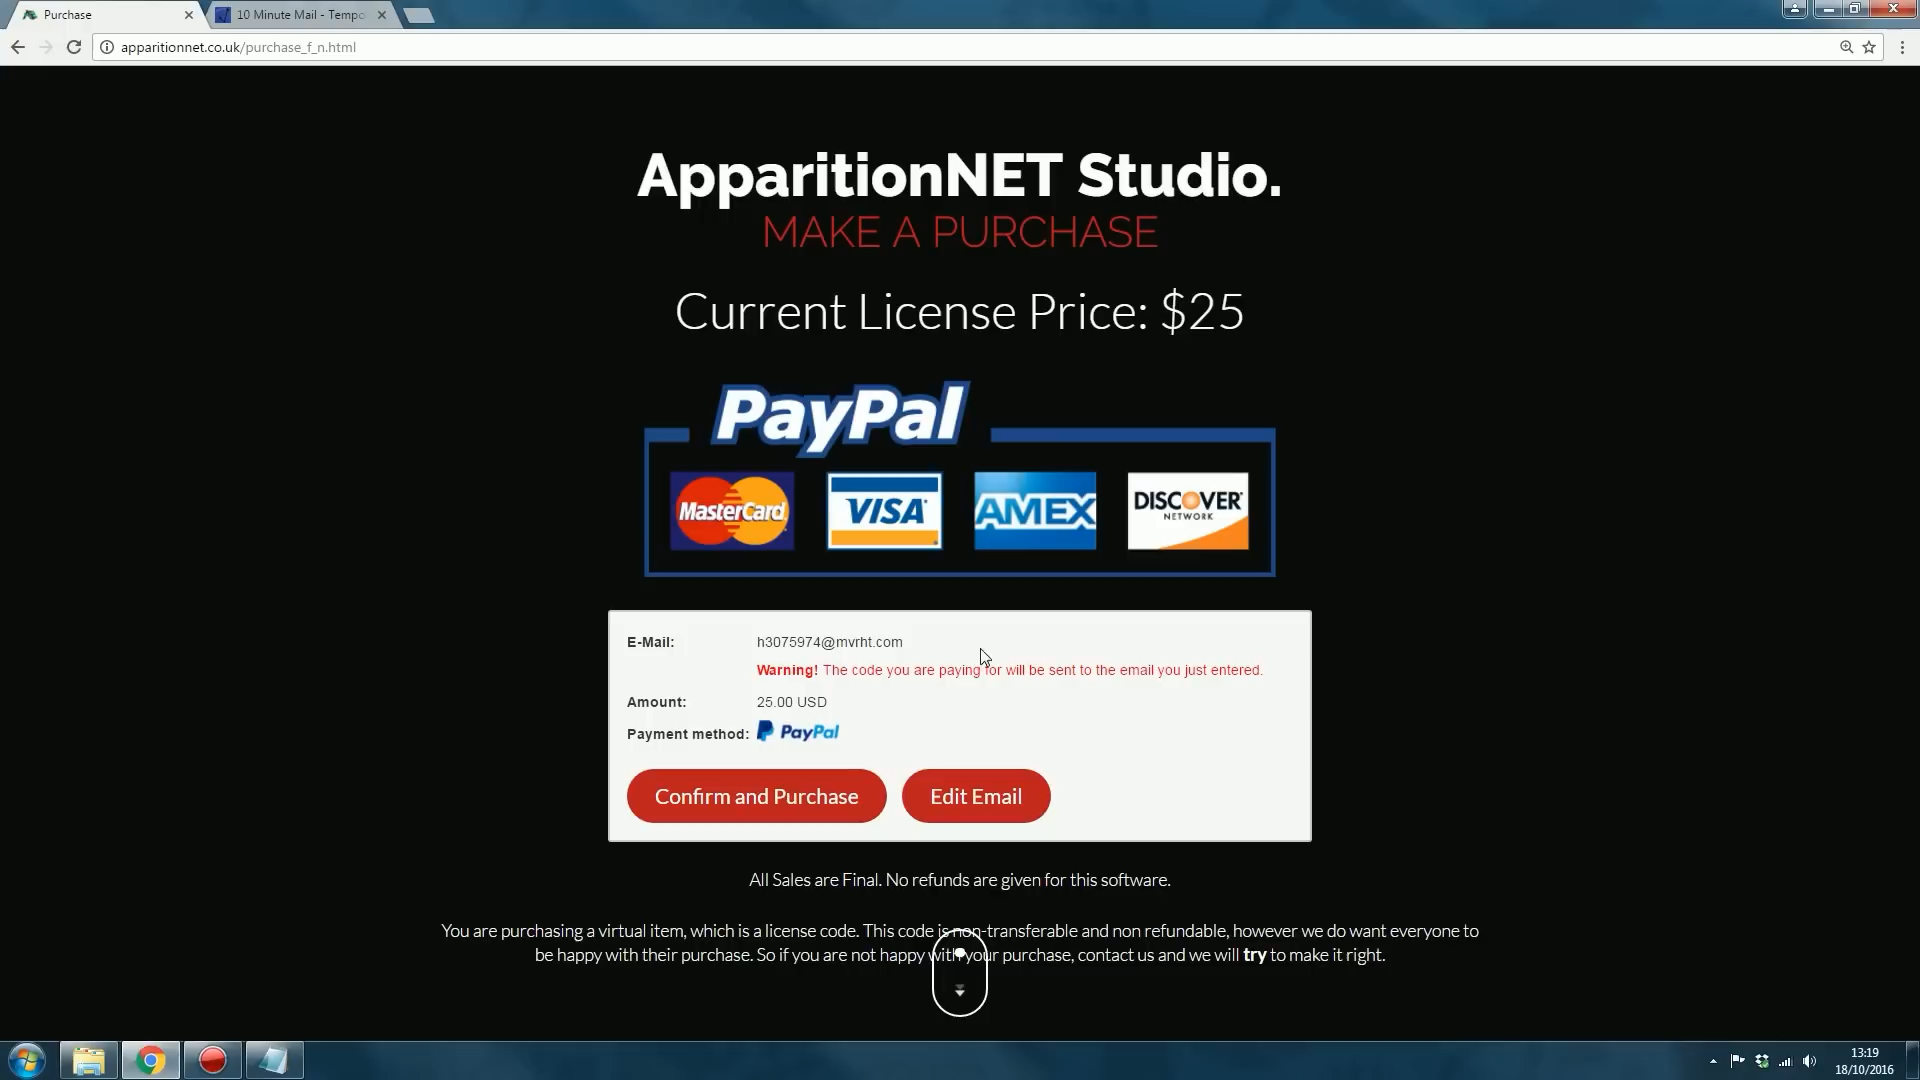 Purchase
10 Minute Mail - Tempo
apparitionnet.co.uk/purchase_f_n.html
ApparitionNET Studio.
MAKE A PURCHASE
Current License Price: $25
PayPal
MasterCard VISA AMEX DISCOVER
NETWORK
E-Mail: h3075974@mvrht.com
Warning! The code you are paying for will be sent to the email you just entered.
Amount: 25.00 USD
Payment method: PayPal
Confirm and Purchase Edit Email
All Sales are Final. No refunds are given for this software.
You are purchasing a virtual item, which is a license code. This code is non-transferable and non refundable, however we do want everyone to
be happy with their purchase. So if you are not happy with your purchase, contact us and we will try to make it right.
13:19
18/10/2016